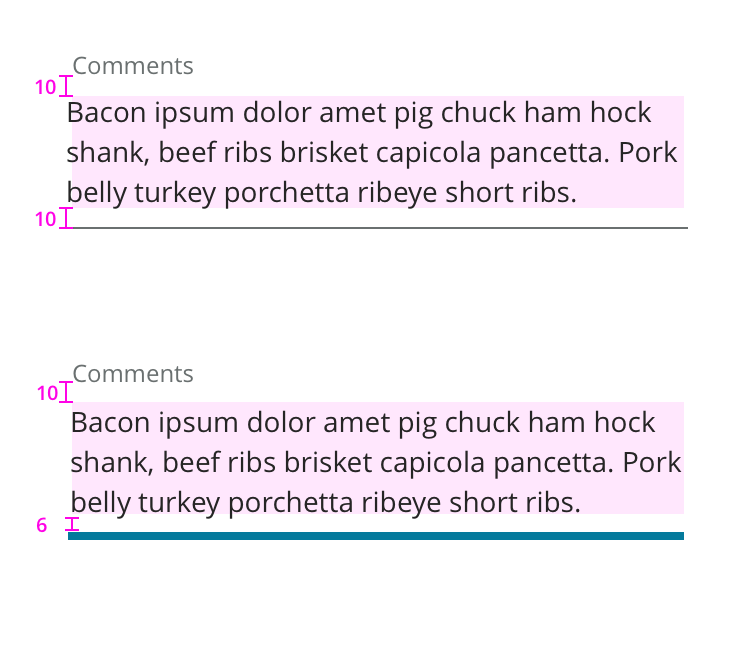 Comments
10
Bacon ipsum dolor amet pig chuck ham hock
shank, beef ribs brisket capicola pancetta. Pork
belly turkey porchetta ribeye short ribs.
10
Comments
10
Bacon ipsum dolor amet pig chuck ham hock
shank, beef ribs brisket capicola pancetta. Pork
belly turkey porchetta ribeye short ribs.
6